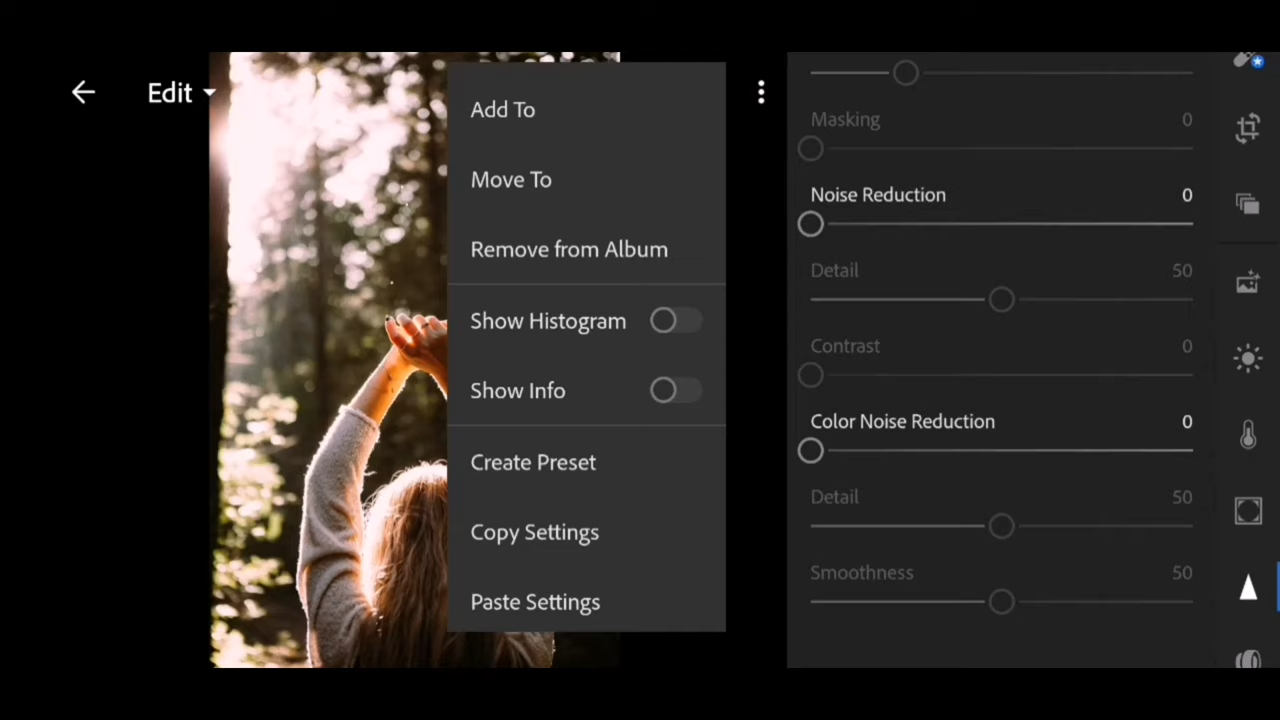 Edit
Add To
Move To
Remove from Album
Show Histogram
Show Info
Create Preset
Copy Settings
Paste Settings
Masking 0
Noise Reduction 0
Detail 50
Contrast 0
Color Noise Reduction 0
Detail 50
Smoothness 50